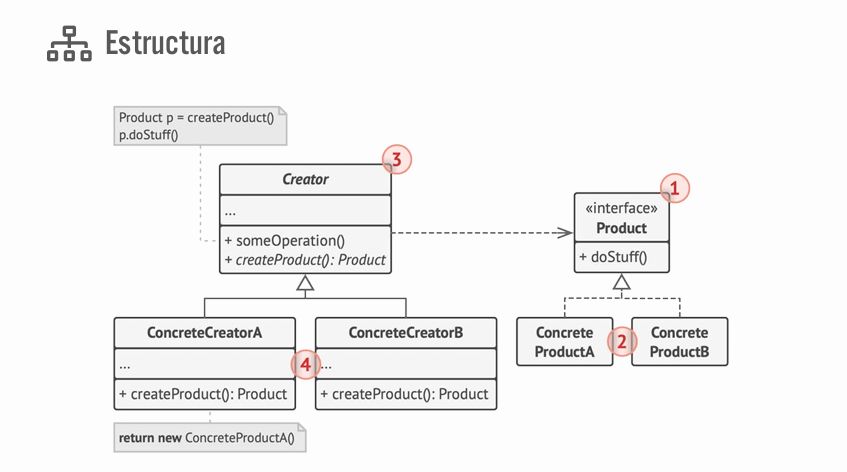 Estructura
Product p = createProduct()
p.doStuff()
3
Creator
...
+ someOperation()
+ createProduct(): Product
1
«interface»
Product
+ doStuff()
ConcreteCreatorA
...
+ createProduct(): Product
4
ConcreteCreatorB
...
+ createProduct(): Product
Concrete
ProductA
2
Concrete
ProductB
return new ConcreteProductA()